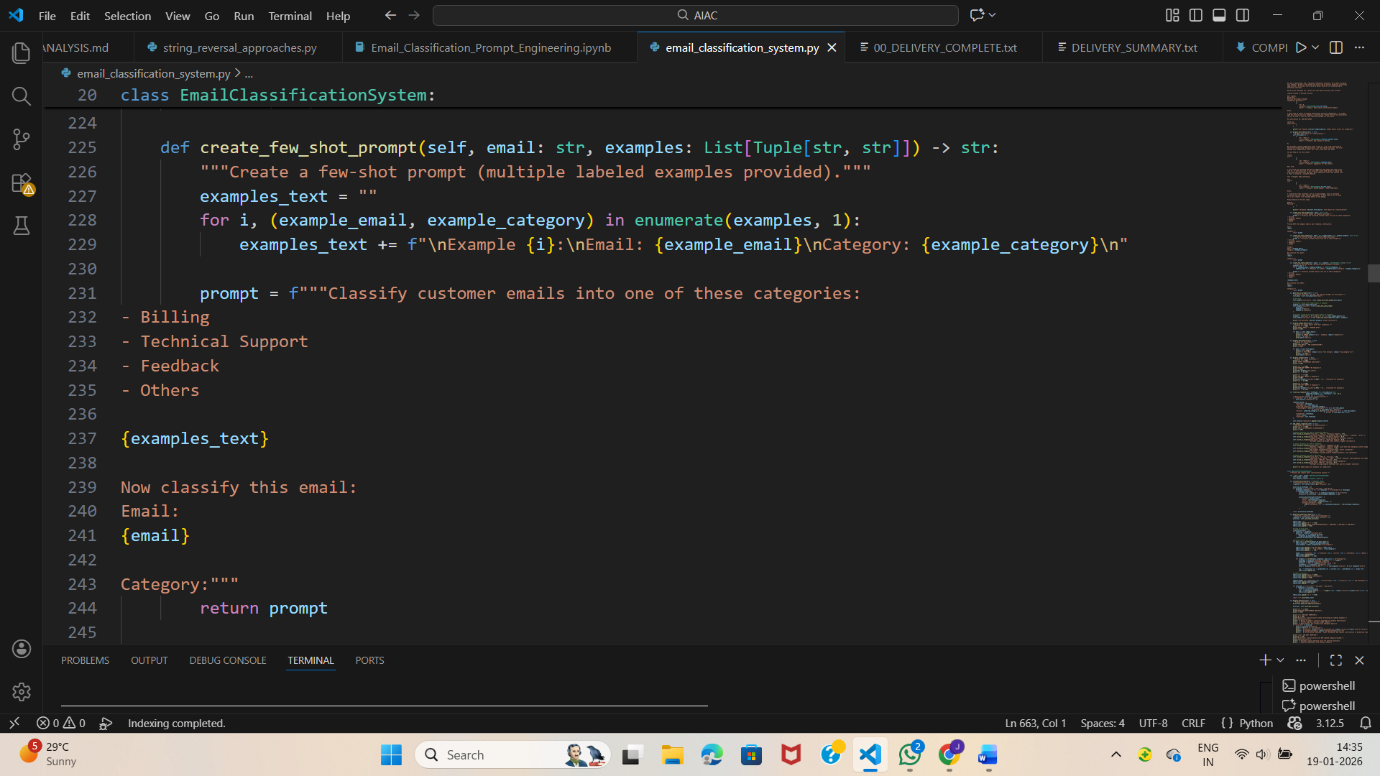 File Edit Selection View Go Run Terminal Help
AIAC
ANALYSIS.md
string_reversal_approaches.py
Email_Classification_Prompt_Engineering.ipynb
email_classification_system.py
00_DELIVERY_COMPLETE.txt
DELIVERY_SUMMARY.txt
COMPI
email_classification_system.py > ...
20 class EmailClassificationSystem:
224
225 def create_few_shot_prompt(self, email: str, examples: List[Tuple[str, str]]) -> str:
226 """Create a few-shot prompt (multiple labeled examples provided)."""
227 examples_text = ""
228 for i, (example_email, example_category) in enumerate(examples, 1):
229 examples_text += f"\nExample {i}:\nEmail: {example_email}\nCategory: {example_category}\n"
230
231 prompt = f"""Classify customer emails into one of these categories:
232 - Billing
233 - Technical Support
234 - Feedback
235 - Others
236
237 {examples_text}
238
239 Now classify this email:
240 Email:
241 {email}
242
243 Category:"""
244 return prompt
245
PROBLEMS OUTPUT DEBUG CONSOLE TERMINAL PORTS
powershell
powershell
0 0 Indexing completed. Ln 663, Col 1 Spaces: 4 UTF-8 CRLF {} Python 3.12.5
5 29°C
Sunny
Search
2
J
ENG
IN
14:35
19-01-2026